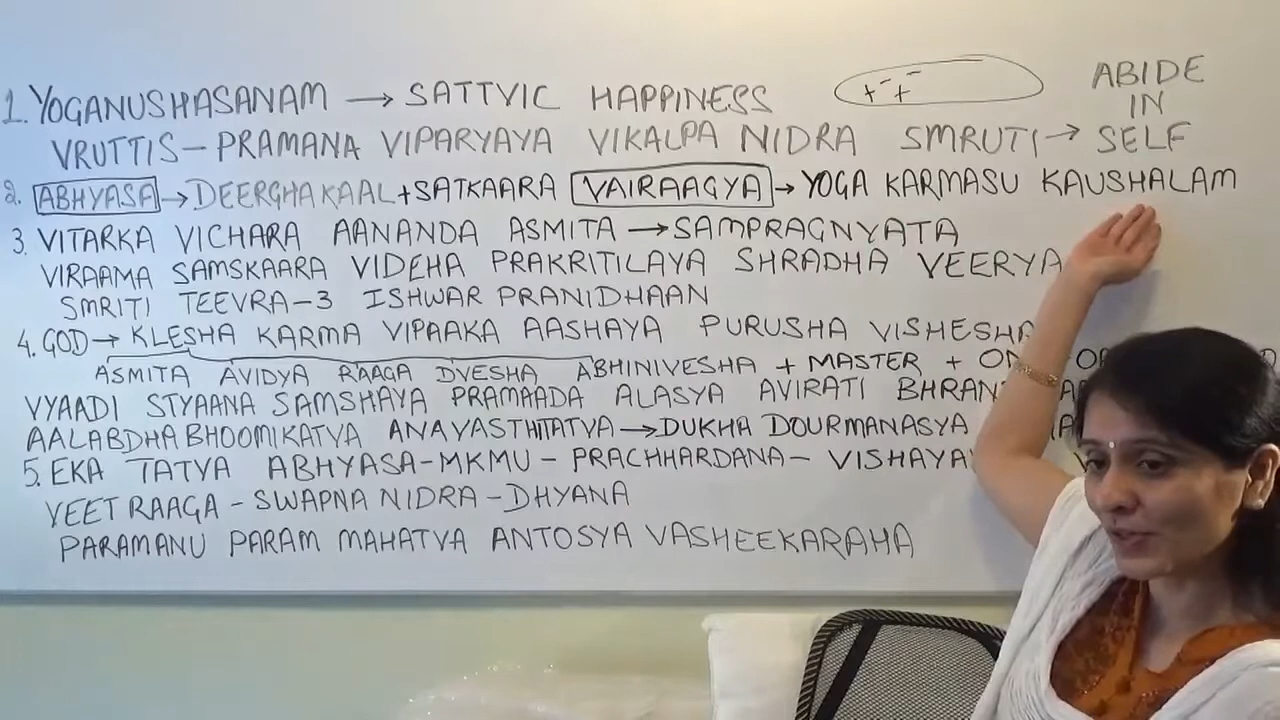 1. YOGANUSHASANAM → SATTVIC HAPPINESS + - + - ABIDE IN SELF
VRUTTIS - PRAMANA VIPARYAYA VIKALPA NIDRA SMRUTI →
2. ABHYASA → DEERGHA KAAL + SATKAARA VAIRAAGYA → YOGA KARMASU KAUSHALAM
3. VITARKA VICHARA AANANDA ASMITA → SAMPRAGNYATA
VIRAAMA SAMSKAARA VIDEHA PRAKRITILAYA SHRADHA VEERYA
SMRITI TEEVRA-3 ISHWAR PRANIDHAAN
4. GOD → KLESHA KARMA VIPAAKA AASHAYA PURUSHA VISHESHA
ASMITA AVIDYA RAAGA DVESHA ABHINIVESHA + MASTER +
VYAADI STYAANA SAMSHAYA PRAMAADA ALASYA AVIRATI
AALABDHABHOOMIKATVA ANAVASTHITATVA → DUKHA DOURMANASYA
5. EKA TATVA ABHYASA-MKMU - PRACHHARDANA -
VEET RAAGA - SWAPNA NIDRA - DHYANA
PARAMANU PARAM MAHATVA ANTOSYA VASHEEKARAHA